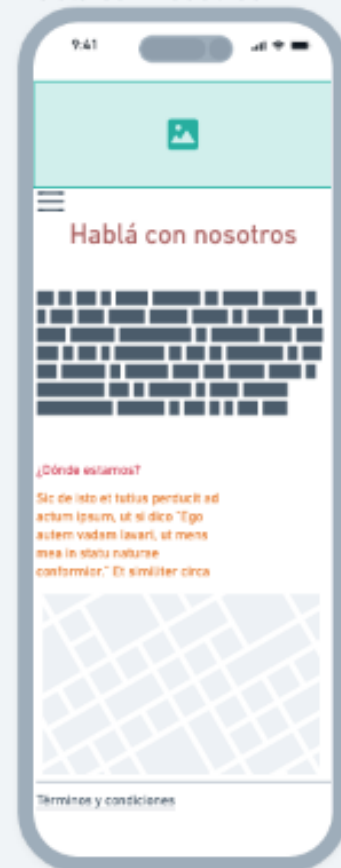 9:41
Hablá con nosotros
¿Dónde estamos?
Sic de isto et tutius perducit ad
actum ipsum, ut si dico "Ego
autem vadam lavari, ut mens
mea in statu naturae
conformior." Et similiter circa
Términos y condiciones